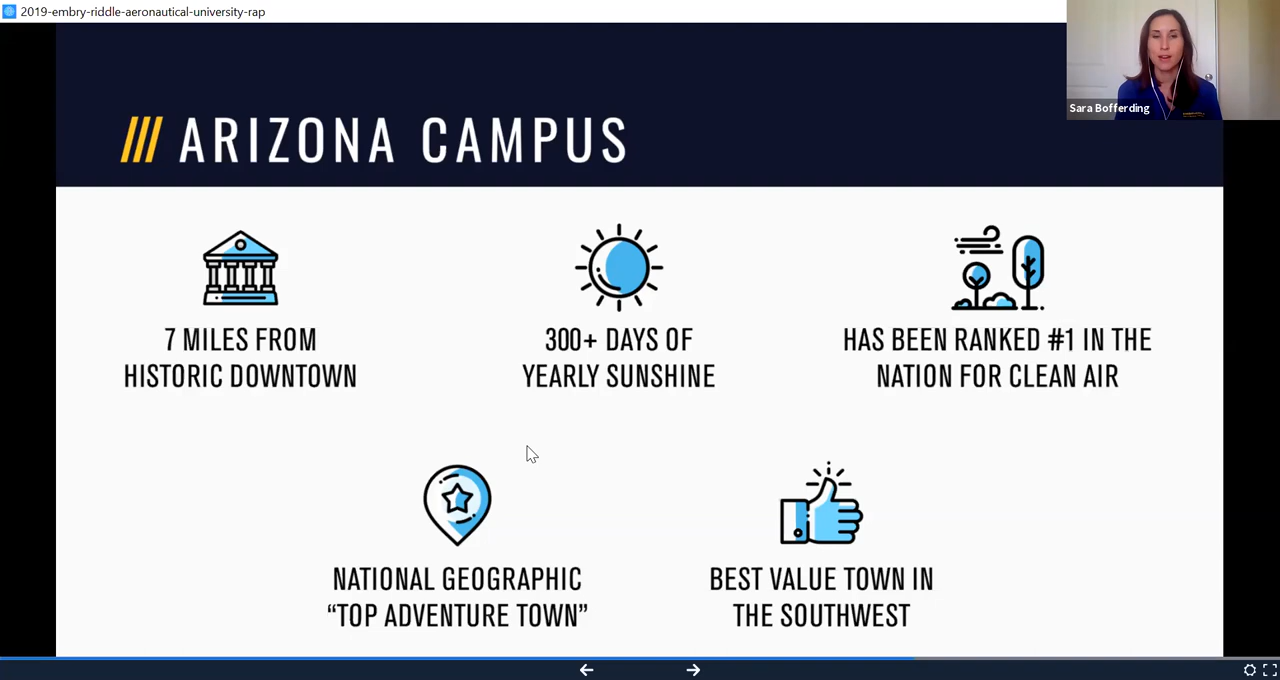 2019-embry-riddle-aeronautical-university-rap
Sara Bofferding
/// ARIZONA CAMPUS
7 MILES FROM
HISTORIC DOWNTOWN
300+ DAYS OF
YEARLY SUNSHINE
HAS BEEN RANKED #1 IN THE
NATION FOR CLEAN AIR
NATIONAL GEOGRAPHIC
“TOP ADVENTURE TOWN”
BEST VALUE TOWN IN
THE SOUTHWEST